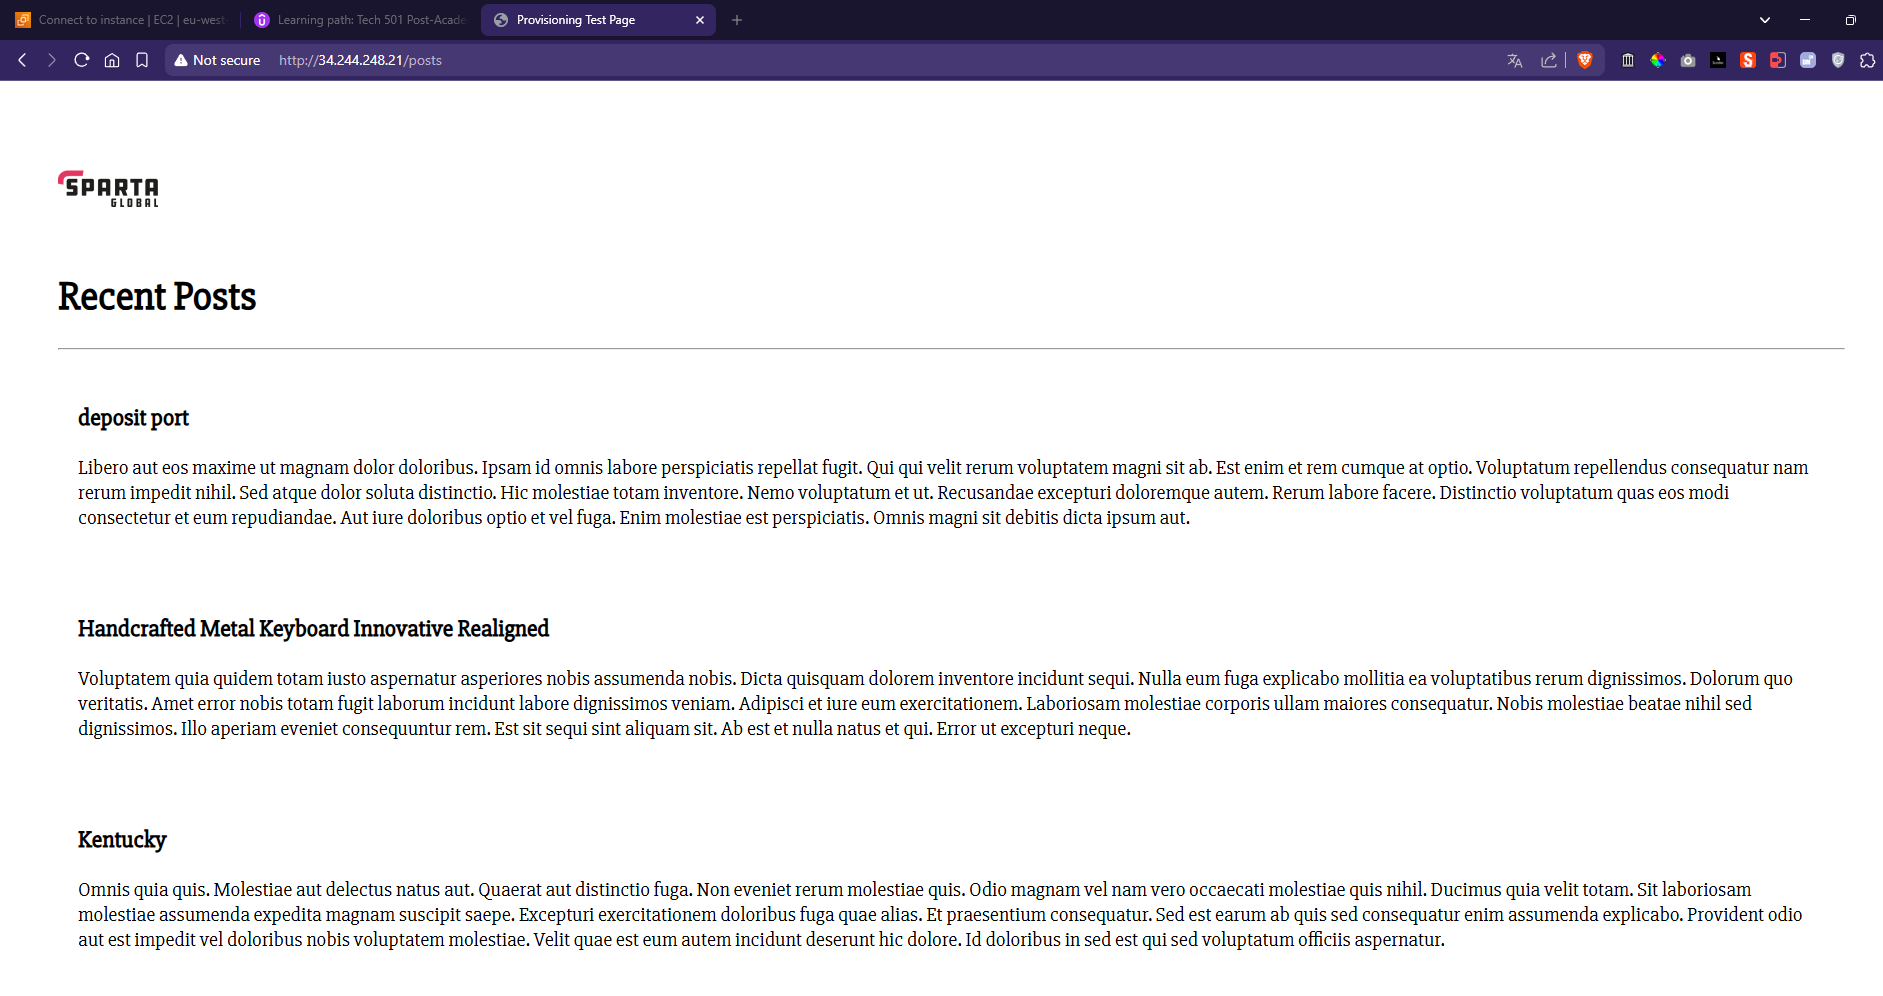 Connect to instance | EC2 | eu-west-
Learning path: Tech 501 Post-Acade
Provisioning Test Page
Not secure
http://34.244.248.21/posts
SPARTA
GLOBAL
Recent Posts
deposit port
Libero aut eos maxime ut magnam dolor doloribus. Ipsam id omnis labore perspiciatis repellat fugit. Qui qui velit rerum voluptatem magni sit ab. Est enim et rem cumque at optio. Voluptatum repellendus consequatur nam
rerum impedit nihil. Sed atque dolor soluta distinctio. Hic molestiae totam inventore. Nemo voluptatum et ut. Recusandae excepturi doloremque autem. Rerum labore facere. Distinctio voluptatum quas eos modi
consectetur et eum repudiandae. Aut iure doloribus optio et vel fuga. Enim molestiae est perspiciatis. Omnis magni sit debitis dicta ipsum aut.
Handcrafted Metal Keyboard Innovative Realigned
Voluptatem quia quidem totam iusto aspernatur asperiores nobis assumenda nobis. Dicta quisquam dolorem inventore incidunt sequi. Nulla eum fuga explicabo mollitia ea voluptatibus rerum dignissimos. Dolorum quo
veritatis. Amet error nobis totam fugit laborum incidunt labore dignissimos veniam. Adipisci et iure eum exercitationem. Laboriosam molestiae corporis ullam maiores consequatur. Nobis molestiae beatae nihil sed
dignissimos. Illo aperiam eveniet consequuntur rem. Est sit sequi sint aliquam sit. Ab est et nulla natus et qui. Error ut excepturi neque.
Kentucky
Omnis quia quis. Molestiae aut delectus natus aut. Quaerat aut distinctio fuga. Non eveniet rerum molestiae quis. Odio magnam vel nam vero occaecati molestiae quis nihil. Ducimus quia velit totam. Sit laboriosam
molestiae assumenda expedita magnam suscipit saepe. Excepturi exercitationem doloribus fuga quae alias. Et praesentium consequatur. Sed est earum ab quis sed consequatur enim assumenda explicabo. Provident odio
aut est impedit vel doloribus nobis voluptatem molestiae. Velit quae est eum autem incidunt deserunt hic dolore. Id doloribus in sed est qui sed voluptatum officiis aspernatur.